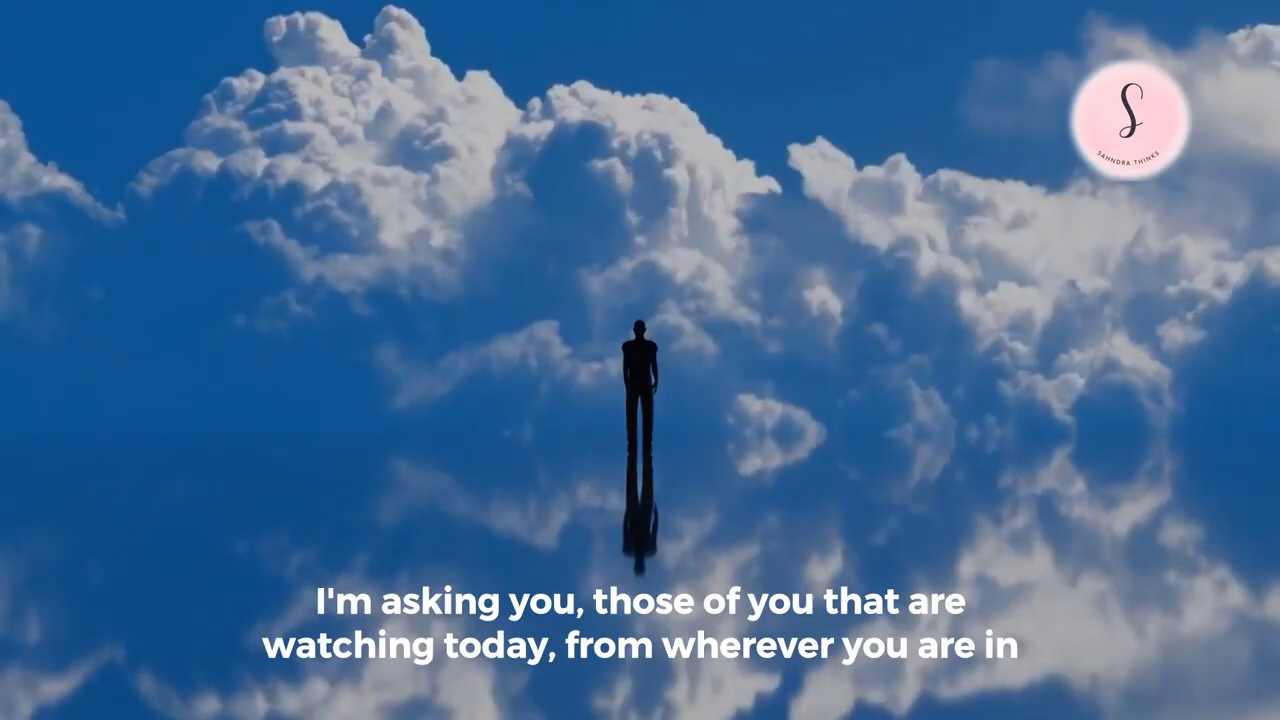 S
SAHNDRA THINKS
I'm asking you, those of you that are
watching today, from wherever you are in